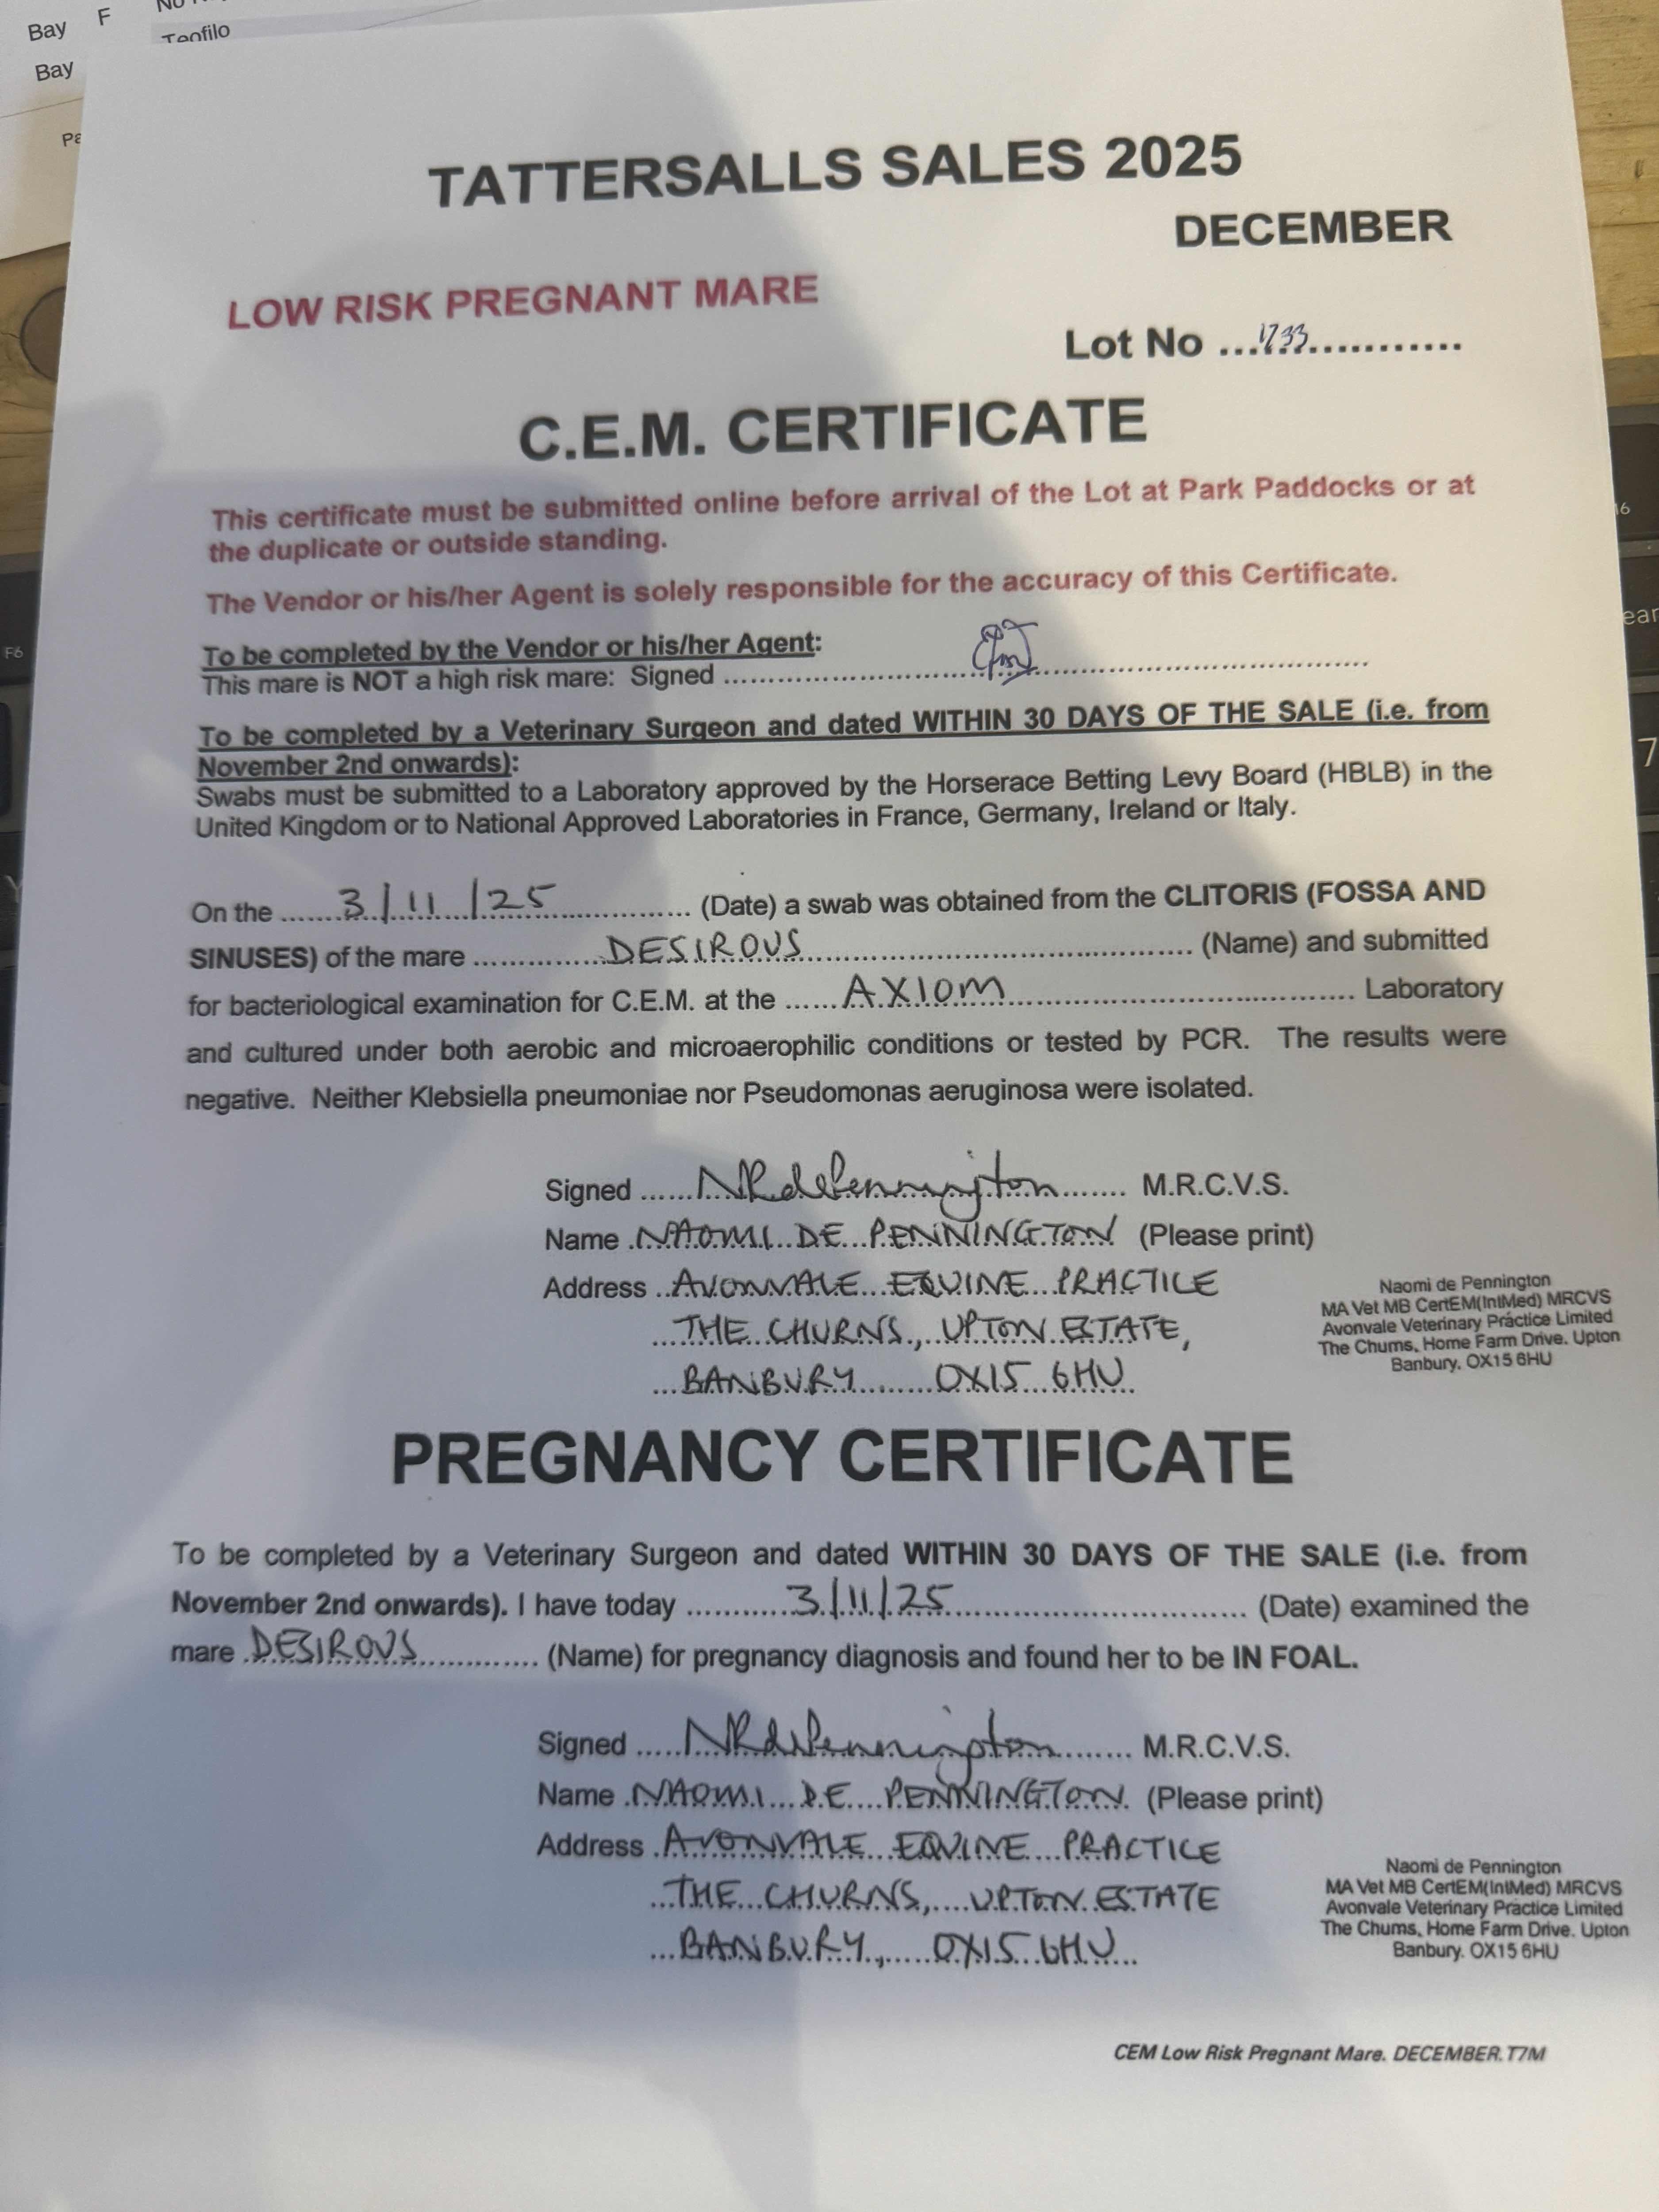 Bay F
Teofilo
Bay
TATTERSALLS SALES 2025
DECEMBER
LOW RISK PREGNANT MARE
Lot No ...1733............
C.E.M. CERTIFICATE
This certificate must be submitted online before arrival of the Lot at Park Paddocks or at
the duplicate or outside standing.
The Vendor or his/her Agent is solely responsible for the accuracy of this Certificate.
To be completed by the Vendor or his/her Agent:
This mare is NOT a high risk mare: Signed ............
To be completed by a Veterinary Surgeon and dated WITHIN 30 DAYS OF THE SALE (i.e. from
November 2nd onwards):
Swabs must be submitted to a Laboratory approved by the Horserace Betting Levy Board (HBLB) in the
United Kingdom or to National Approved Laboratories in France, Germany, Ireland or Italy.
On the .......3/11/25............ (Date) a swab was obtained from the CLITORIS (FOSSA AND
SINUSES) of the mare ............DESIROUS............ (Name) and submitted
for bacteriological examination for C.E.M. at the ......AXIOM............ Laboratory
and cultured under both aerobic and microaerophilic conditions or tested by PCR. The results were
negative. Neither Klebsiella pneumoniae nor Pseudomonas aeruginosa were isolated.
Signed ......NRdePennington....... M.R.C.V.S.
Name .NAOMI DE PENNINGTON (Please print)
Address ..AVONVALE EQUINE PRACTICE
...THE CHURNS, UPTON ESTATE,
...BANBURY OX15 6HU
Naomi de Pennington
MA Vet MB CertEM(IntMed) MRCVS
Avonvale Veterinary Practice Limited
The Churns, Home Farm Drive. Upton
Banbury. OX15 6HU
PREGNANCY CERTIFICATE
To be completed by a Veterinary Surgeon and dated WITHIN 30 DAYS OF THE SALE (i.e. from
November 2nd onwards). I have today ...........3/11/25............ (Date) examined the
mare .DESIROUS............ (Name) for pregnancy diagnosis and found her to be IN FOAL.
Signed .....NRdePennington........ M.R.C.V.S.
Name .NAOMI DE PENNINGTON. (Please print)
Address .AVONVALE EQUINE PRACTICE
...THE CHURNS, UPTON ESTATE
...BANBURY, OX15 6HU...
Naomi de Pennington
MA Vet MB CertEM(IntMed) MRCVS
Avonvale Veterinary Practice Limited
The Churns, Home Farm Drive. Upton
Banbury. OX15 6HU
CEM Low Risk Pregnant Mare. DECEMBER.T7M
F6
7